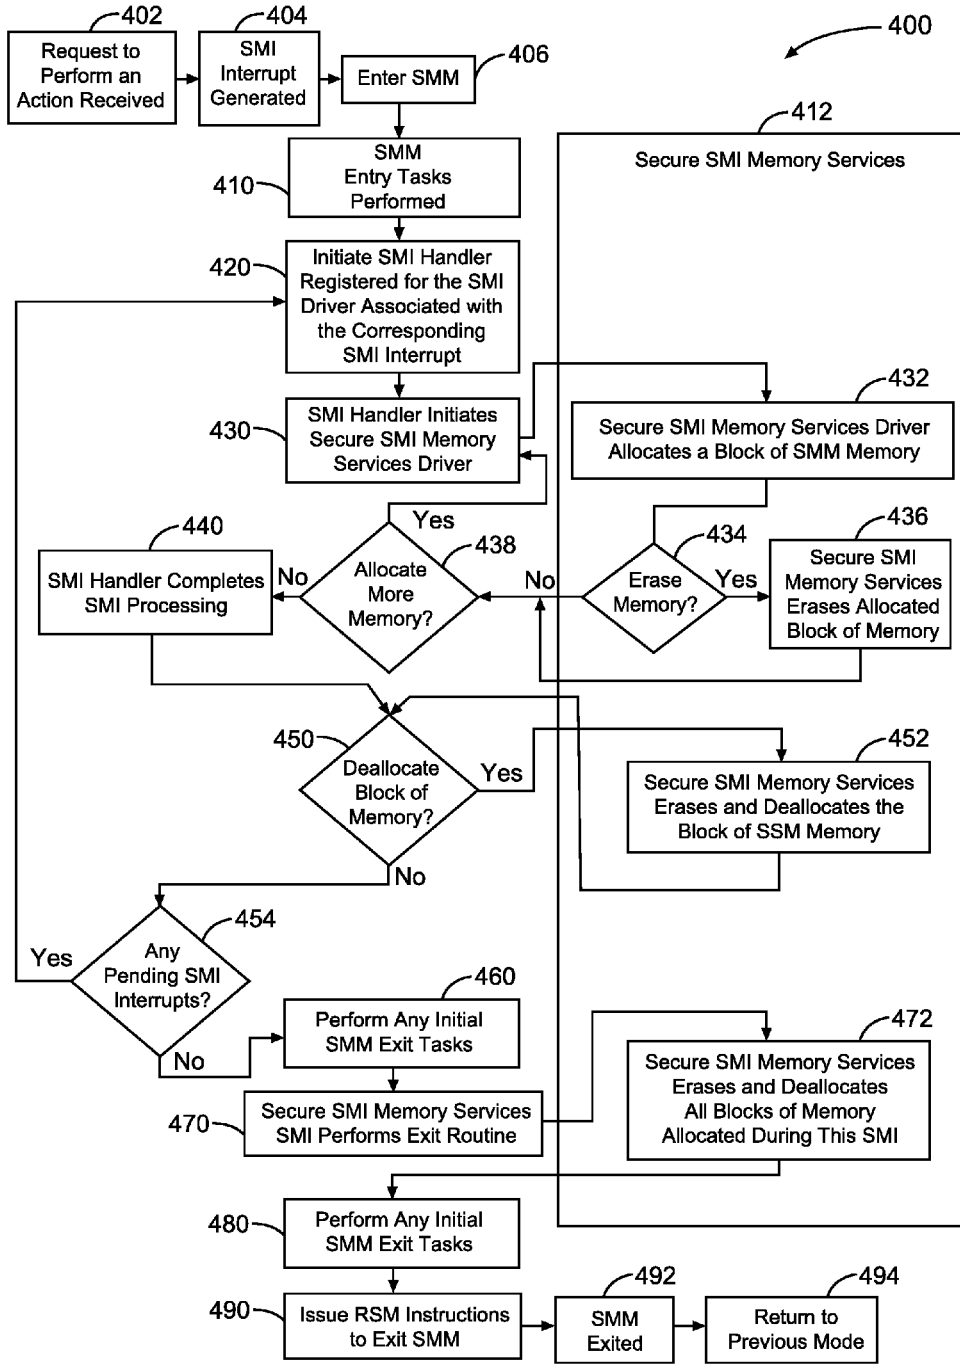 402
404
400
Request to
Perform an
Action Received
SMI
Interrupt
Generated
Enter SMM
406
412
Secure SMI Memory Services
SMM
Entry Tasks
Performed
410
420
Initiate SMI Handler
Registered for the SMI
Driver Associated with
the Corresponding
SMI Interrupt
430
SMI Handler Initiates
Secure SMI Memory
Services Driver
432
Secure SMI Memory Services Driver
Allocates a Block of SMM Memory
Yes
440
SMI Handler Completes
SMI Processing
No
438
Allocate
More
Memory?
No
434
Erase
Memory?
Yes
436
Secure SMI
Memory Services
Erases Allocated
Block of Memory
450
Deallocate
Block of
Memory?
Yes
452
Secure SMI Memory Services
Erases and Deallocates the
Block of SSM Memory
No
454
Yes
Any
Pending SMI
Interrupts?
No
460
Perform Any Initial
SMM Exit Tasks
470
Secure SMI Memory Services
SMI Performs Exit Routine
472
Secure SMI Memory Services
Erases and Deallocates
All Blocks of Memory
Allocated During This SMI
480
Perform Any Initial
SMM Exit Tasks
490
Issue RSM Instructions
to Exit SMM
492
SMM
Exited
494
Return to
Previous Mode